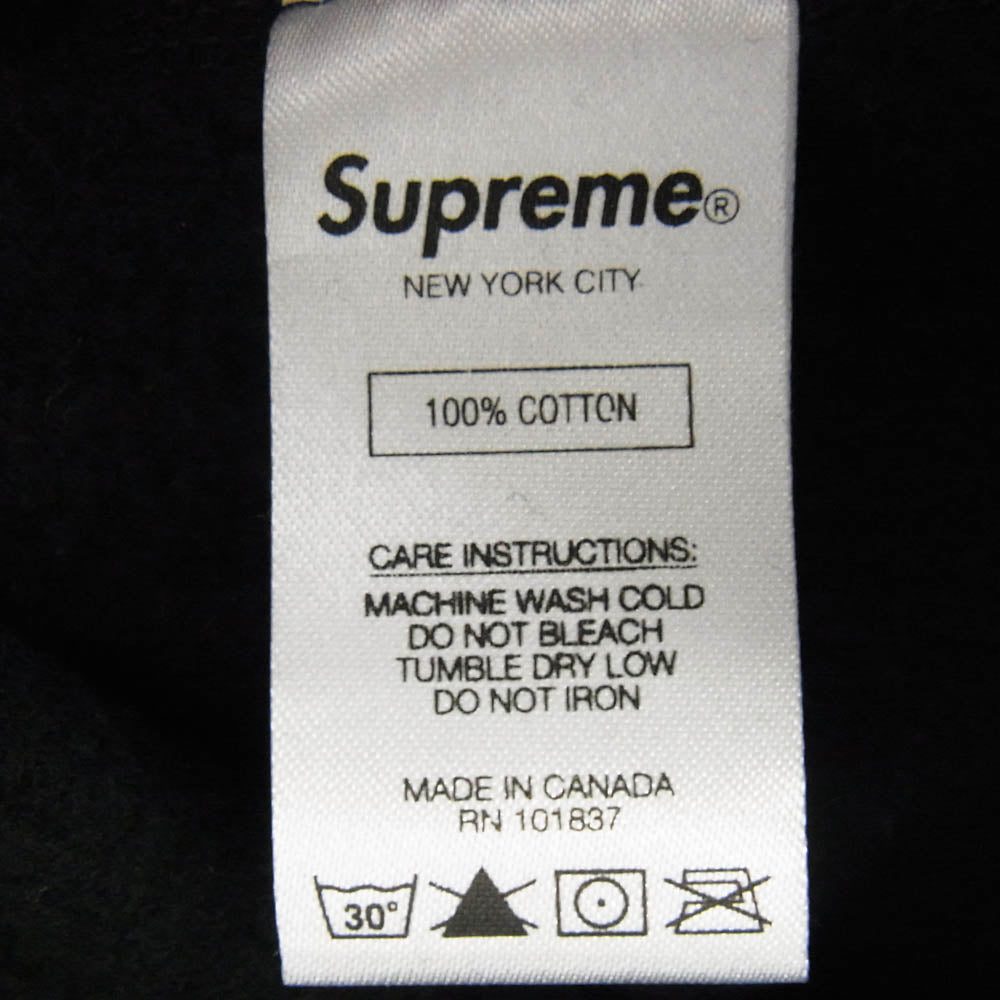 Supreme®
NEW YORK CITY
100% COTTON
CARE INSTRUCTIONS:
MACHINE WASH COLD
DO NOT BLEACH
TUMBLE DRY LOW
DO NOT IRON
MADE IN CANADA
RN 101837
30°